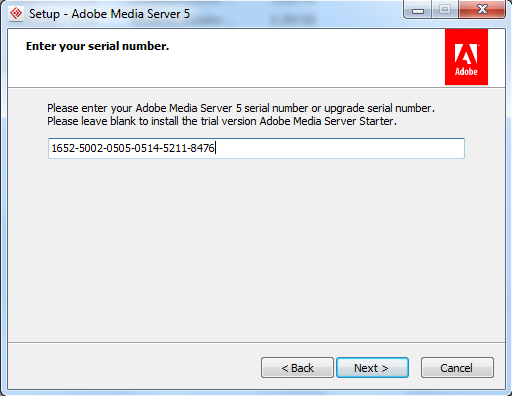 Setup - Adobe Media Server 5
Enter your serial number.
Adobe
Please enter your Adobe Media Server 5 serial number or upgrade serial number.
Please leave blank to install the trial version Adobe Media Server Starter.
1652-5002-0505-0514-5211-8476
< Back
Next >
Cancel